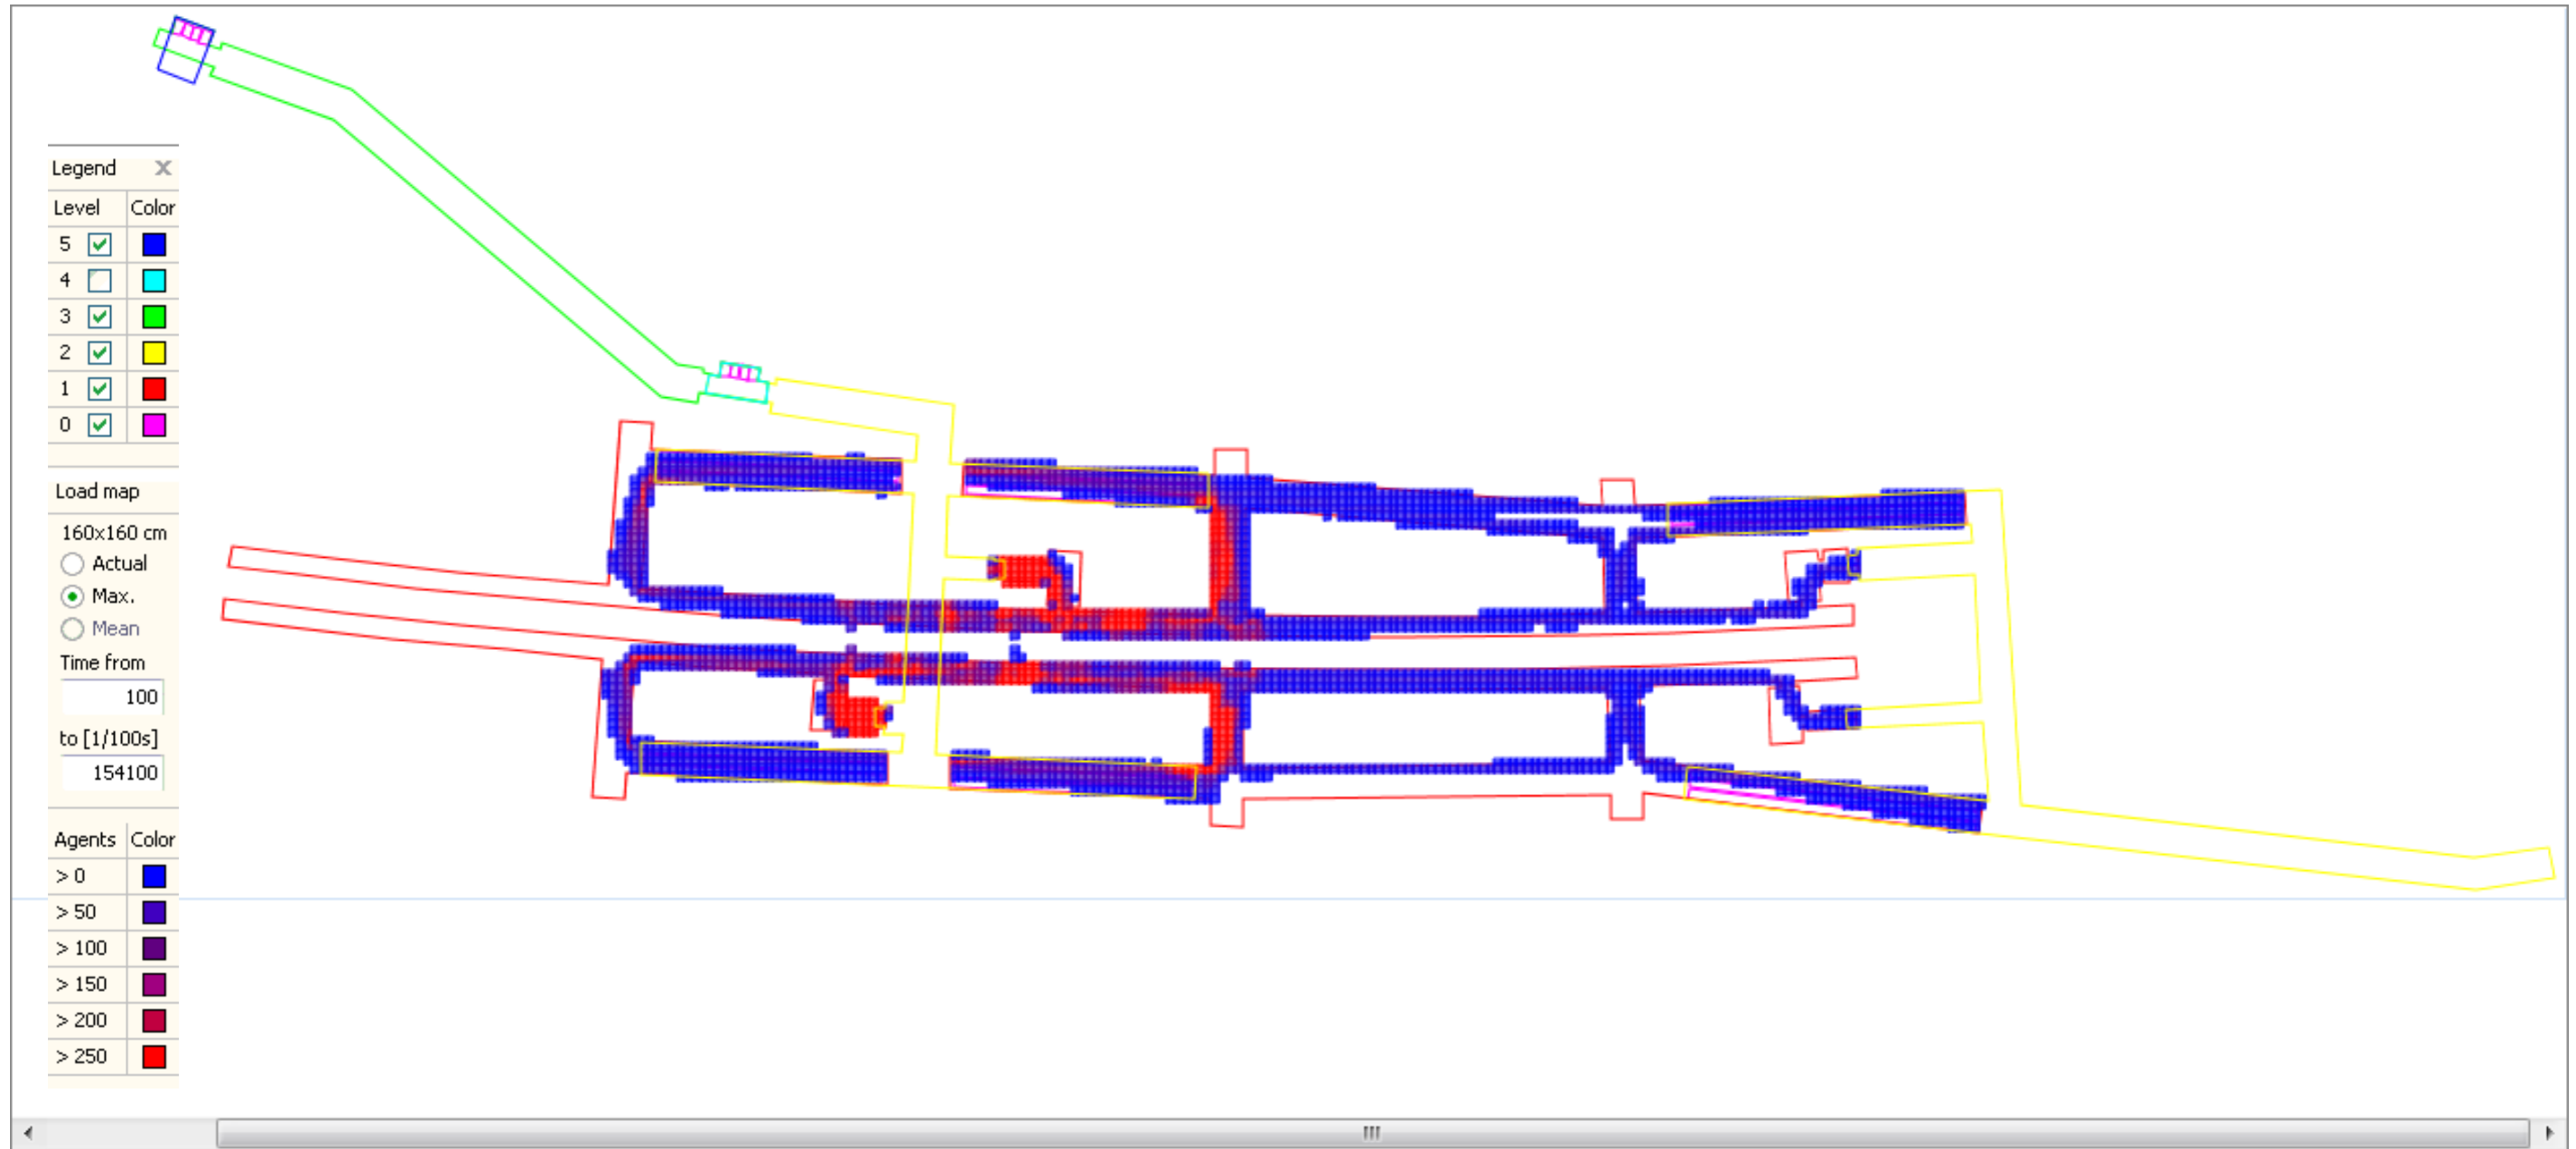 Legend X
Level Color
5
4
3
2
1
0
Load map
160x160 cm
Actual
Max.
Mean
Time from
100
to [1/100s]
154100
Agents Color
> 0
> 50
> 100
> 150
> 200
> 250